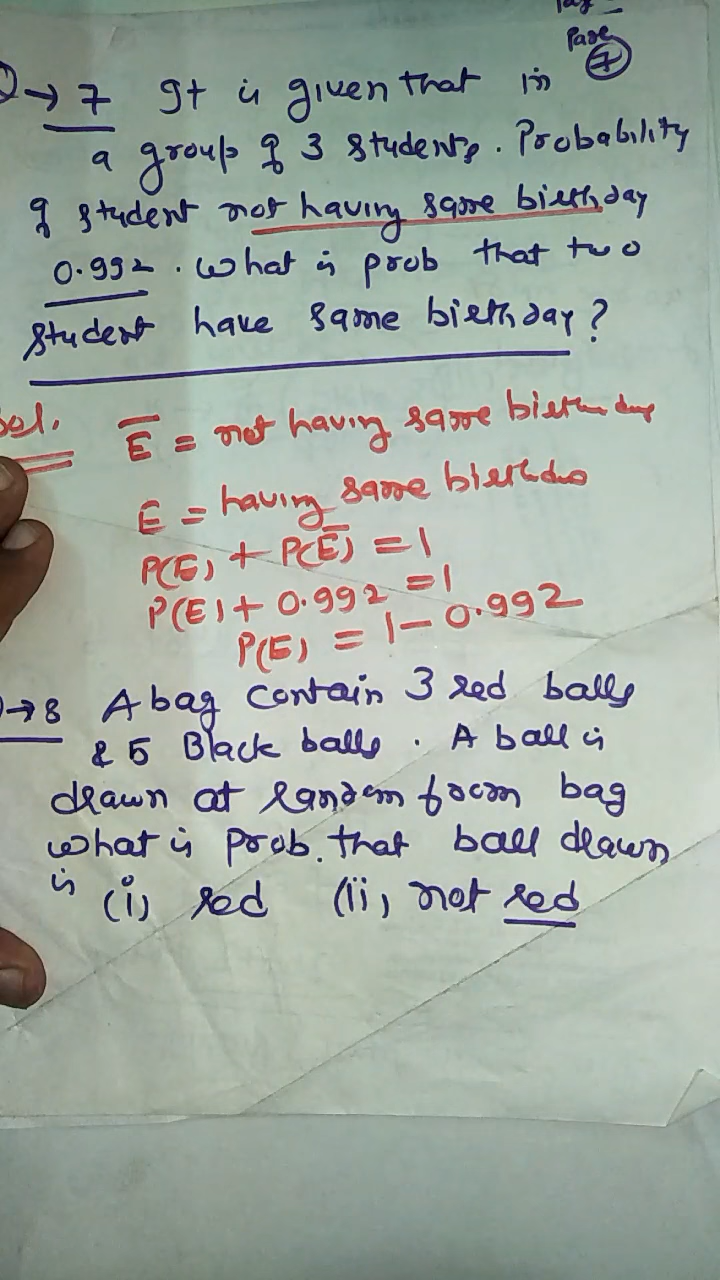 Page
7
→ 7 It is given that in
a group of 3 students. Probability
of student not having same birthday
0.992. What is prob that two
student have same birthday?
Sol. E̅ = not having same birthday
E = having same birthday
P(E) + P(E̅) = 1
P(E) + 0.992 = 1
P(E) = 1 - 0.992
→ 8 A bag contain 3 red balls
& 5 Black balls. A ball is
drawn at random from bag
what is prob. that ball drawn
is (i) red (ii) not red